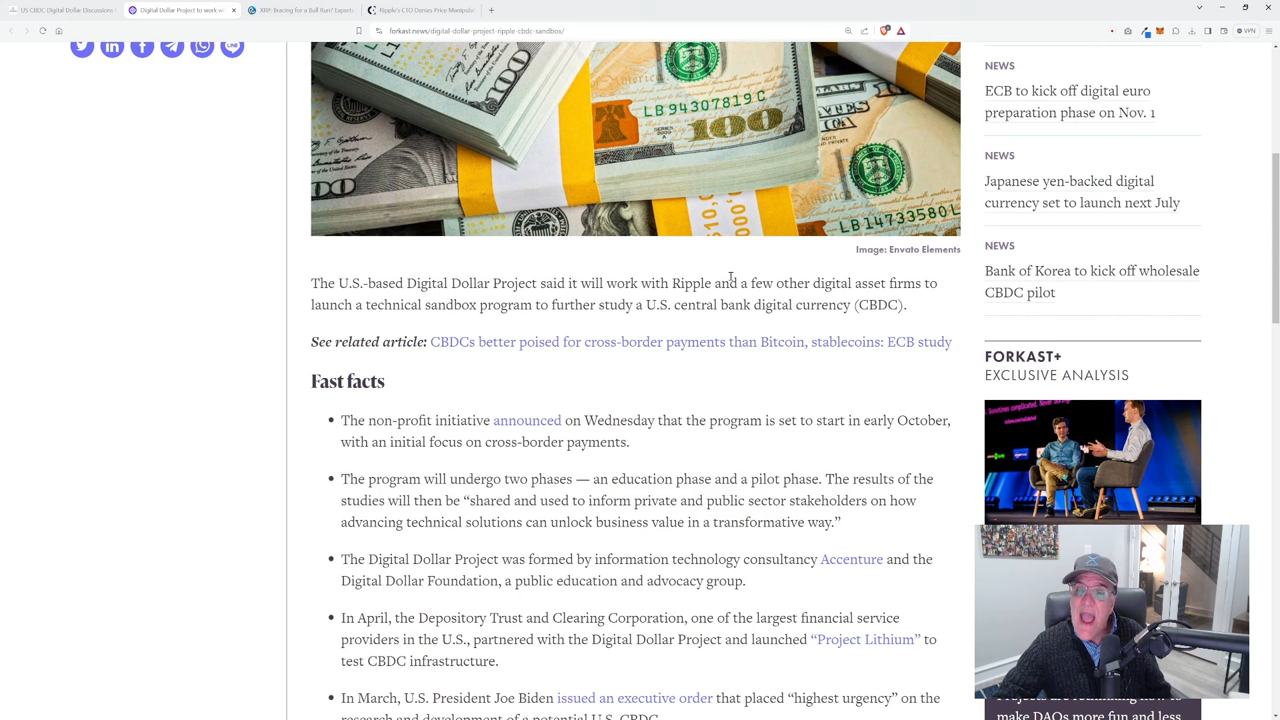 US CBDC Digital Dollar Discussions
Digital Dollar Project to work wi
XRP: Bracing for a Bull Run? Experts
Ripple's CTO Denies Price Manipulat
forkast.news/digital-dollar-project-ripple-cbdc-sandbox/
VPN
100
LB94307819C
SERIES
100
LB14733580L
Image: Envato Elements
The U.S.-based Digital Dollar Project said it will work with Ripple and a few other digital asset firms to
launch a technical sandbox program to further study a U.S. central bank digital currency (CBDC).
See related article: CBDCs better poised for cross-border payments than Bitcoin, stablecoins: ECB study
Fast facts
The non-profit initiative announced on Wednesday that the program is set to start in early October,
with an initial focus on cross-border payments.
The program will undergo two phases — an education phase and a pilot phase. The results of the
studies will then be “shared and used to inform private and public sector stakeholders on how
advancing technical solutions can unlock business value in a transformative way.”
The Digital Dollar Project was formed by information technology consultancy Accenture and the
Digital Dollar Foundation, a public education and advocacy group.
In April, the Depository Trust and Clearing Corporation, one of the largest financial service
providers in the U.S., partnered with the Digital Dollar Project and launched “Project Lithium” to
test CBDC infrastructure.
In March, U.S. President Joe Biden issued an executive order that placed “highest urgency” on the
research and development of a potential U.S. CBDC.
NEWS
ECB to kick off digital euro
preparation phase on Nov. 1
NEWS
Japanese yen-backed digital
currency set to launch next July
NEWS
Bank of Korea to kick off wholesale
CBDC pilot
FORKAST+
EXCLUSIVE ANALYSIS
make DAOs more fun and less